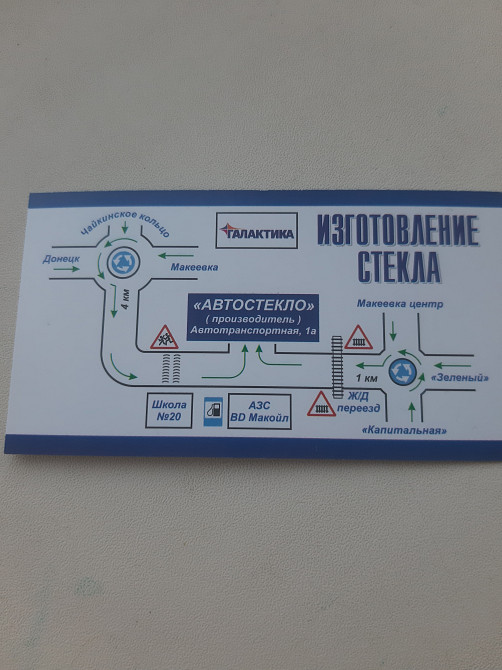 Чайкинское кольцо
ГАЛАКТИКА
ИЗГОТОВЛЕНИЕ
СТЕКЛА
Донецк
Макеевка
4 км
«АВТОСТЕКЛО»
( производитель )
Автотранспортная, 1а
Макеевка центр
1 км
«Зеленый»
Школа
№20
АЗС
BD Макойл
Ж/Д
переезд
«Капитальная»